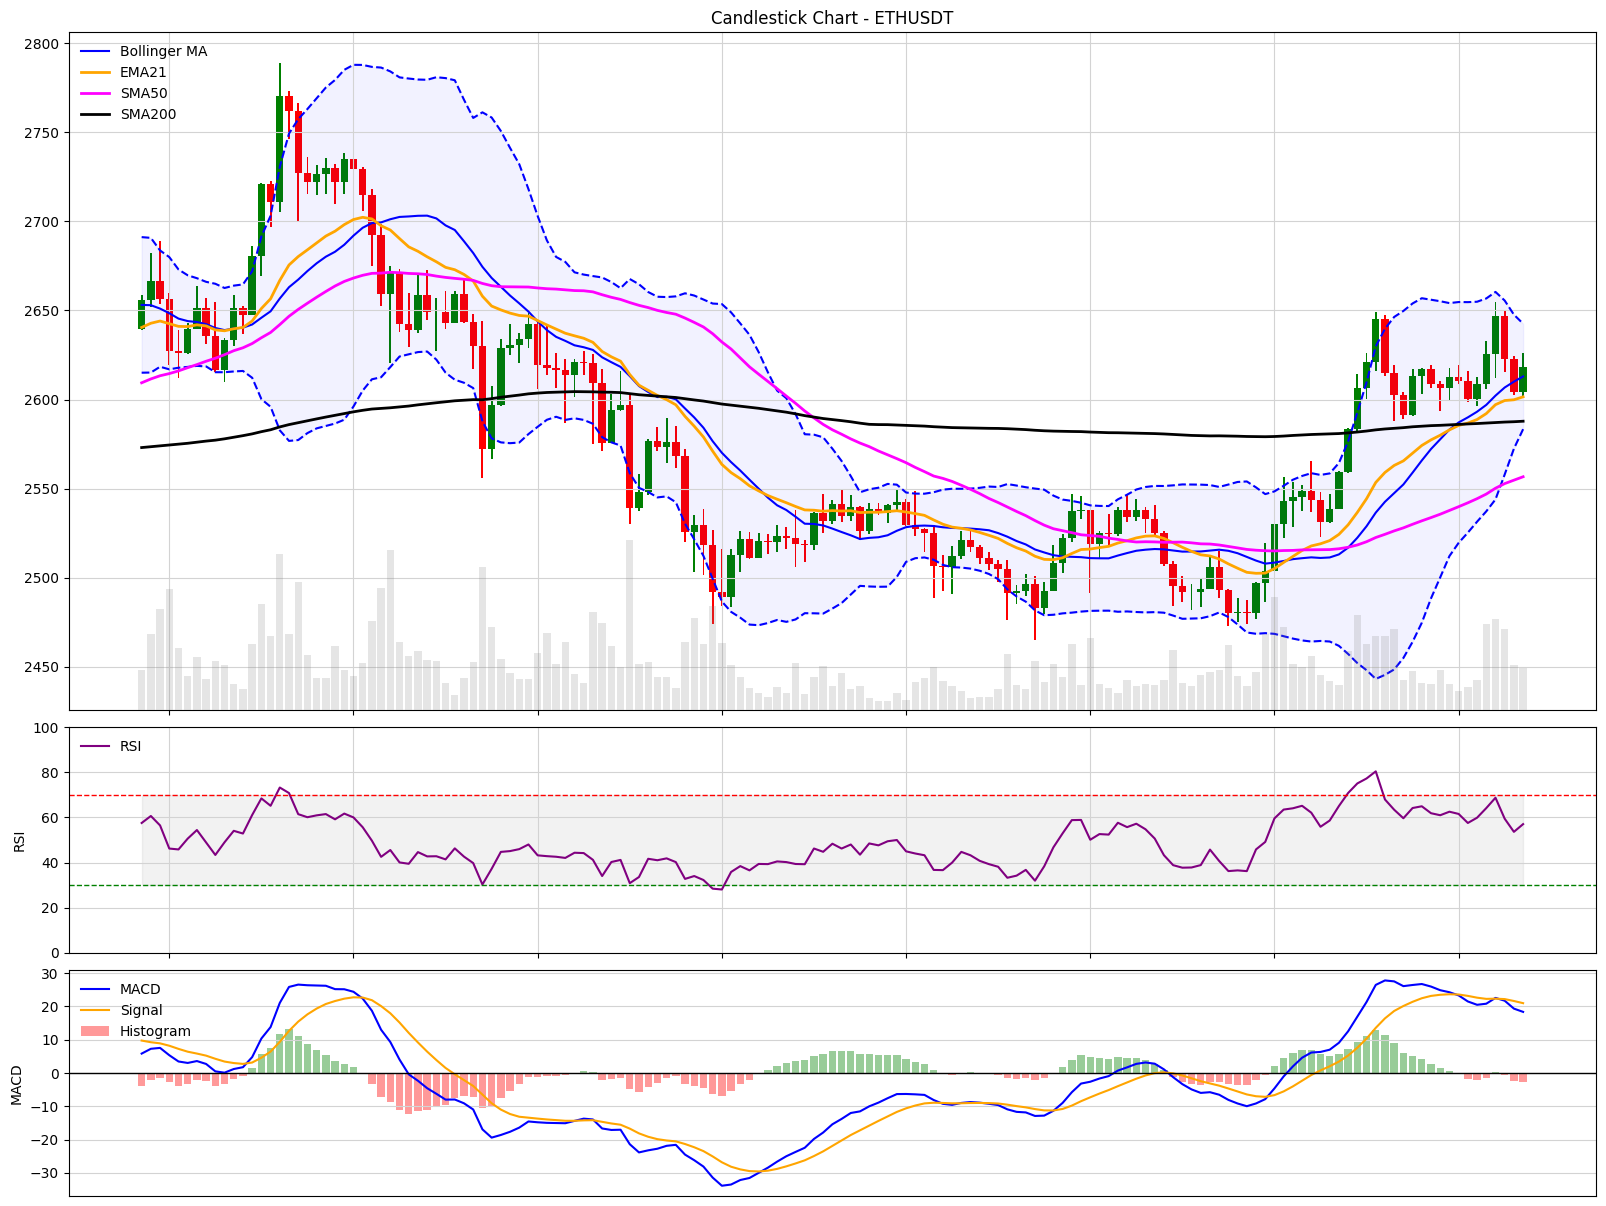 Candlestick Chart - ETHUSDT
2800
2750
2700
2650
2600
2550
2500
2450
Bollinger MA
EMA21
SMA50
SMA200
100
80
60
40
20
0
RSI
RSI
30
20
10
0
−10
−20
−30
MACD
MACD
Signal
Histogram